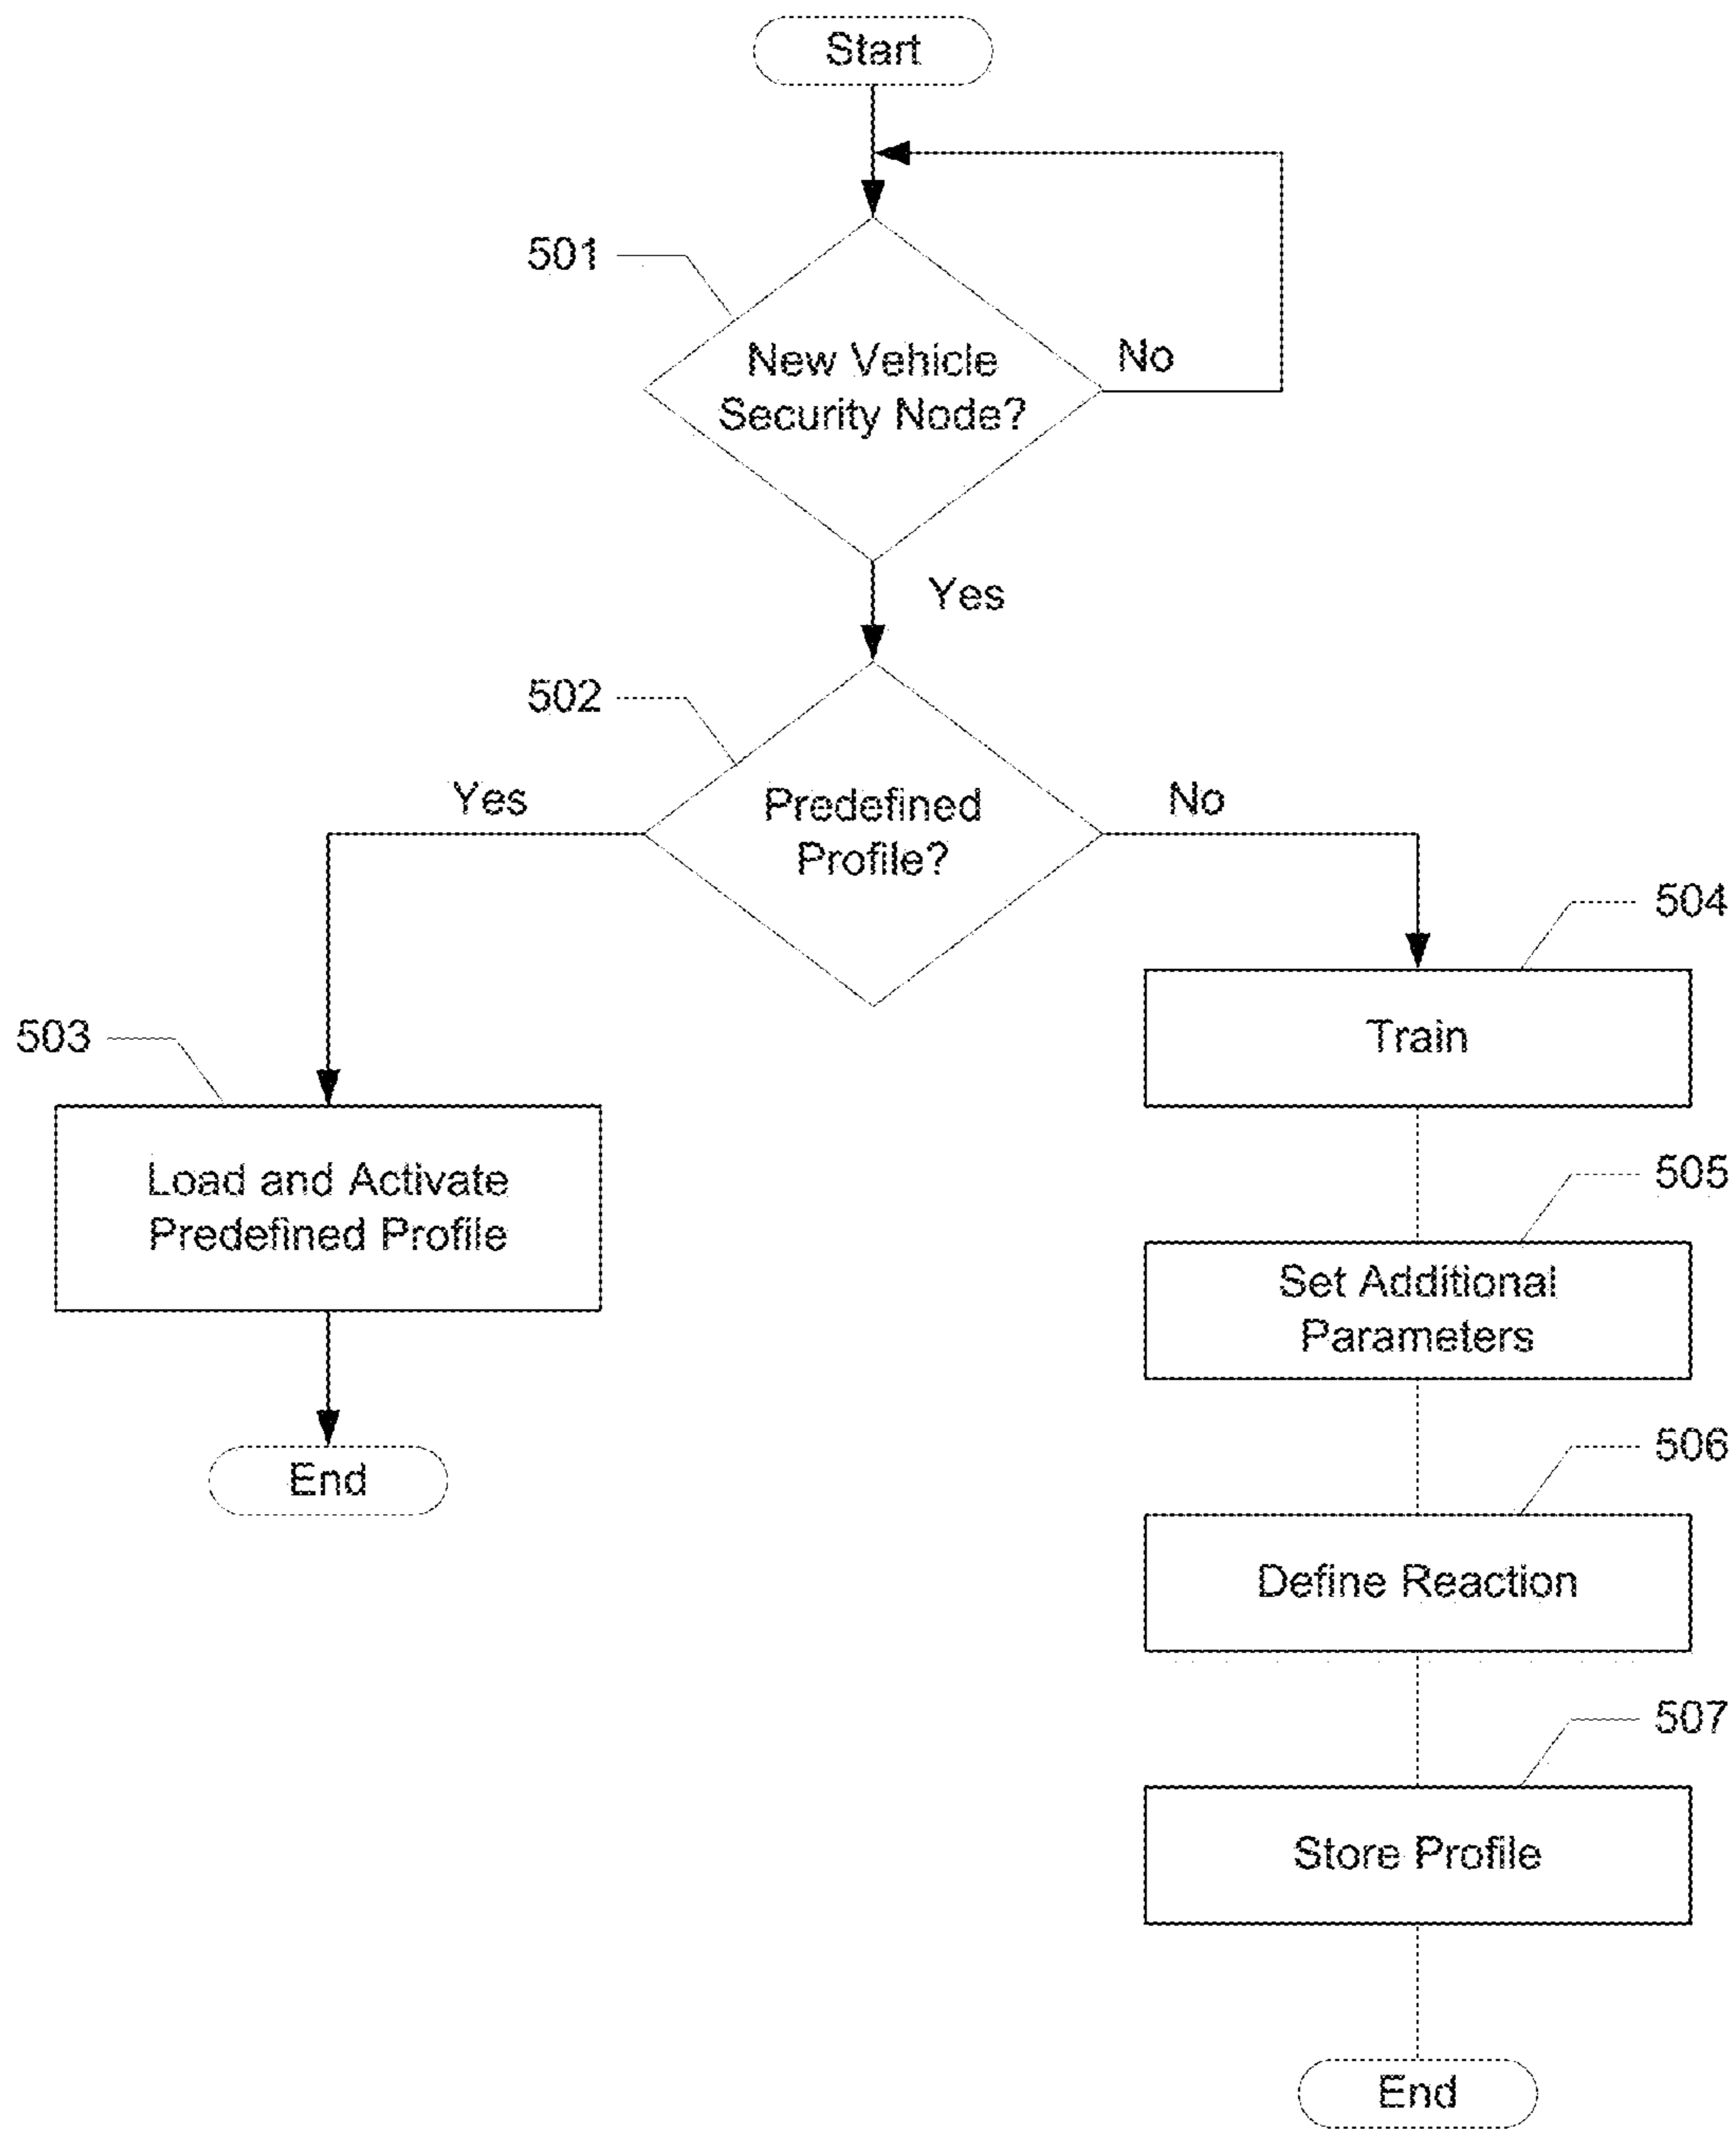 Start
501
New Vehicle
Security Node?
No
Yes
502
Yes
Predefined
Profile?
No
504
Train
503
Load and Activate
Predefined Profile
505
Set Additional
Parameters
506
End
Define Reaction
507
Store Profile
End